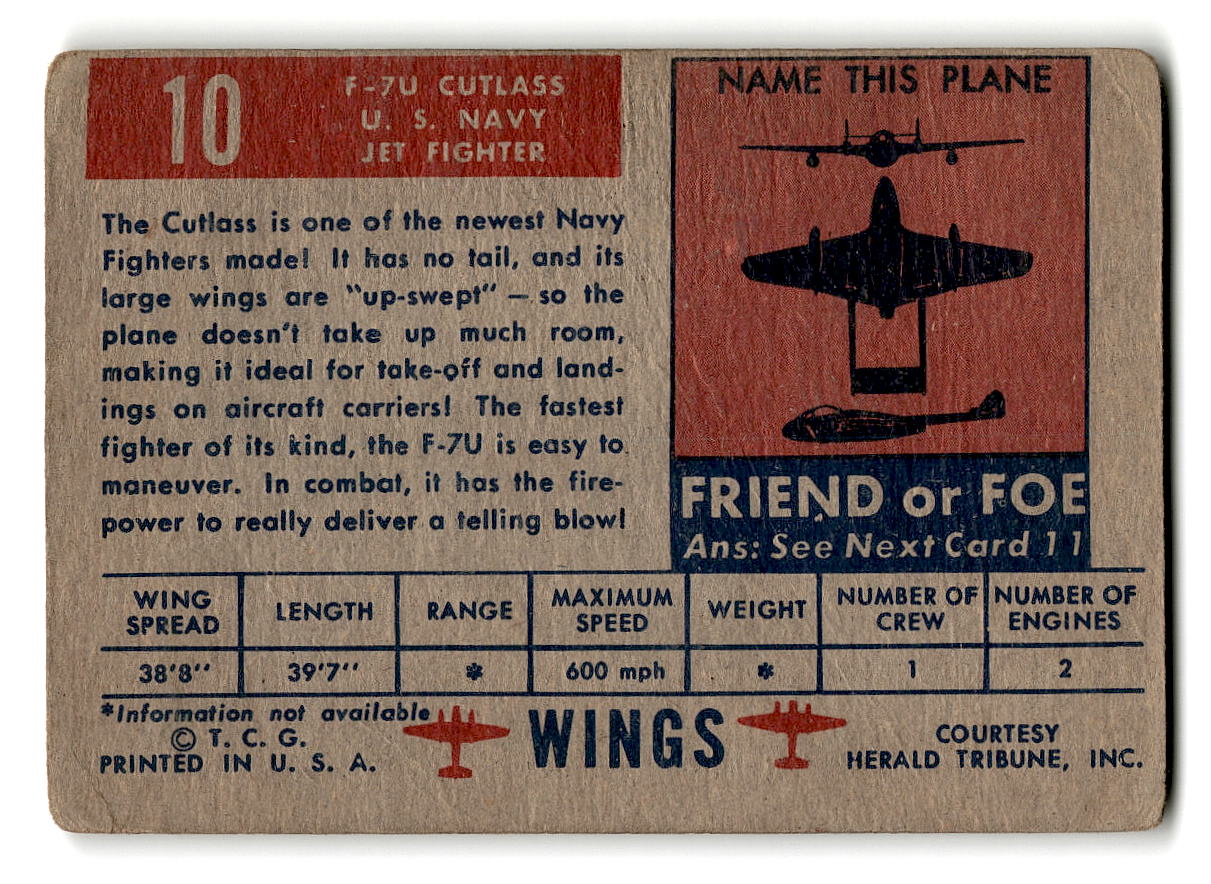 10
F-7U CUTLASS
U. S. NAVY
JET FIGHTER
The Cutlass is one of the newest Navy
Fighters made! It has no tail, and its
large wings are "up-swept" — so the
plane doesn't take up much room,
making it ideal for take-off and land-
ings on aircraft carriers! The fastest
fighter of its kind, the F-7U is easy to
maneuver. In combat, it has the fire-
power to really deliver a telling blow!
NAME THIS PLANE
FRIEND or FOE
Ans: See Next Card 11
WING SPREAD LENGTH RANGE MAXIMUM SPEED WEIGHT NUMBER OF CREW NUMBER OF ENGINES
38'8'' 39'7'' * 600 mph * 1 2
*Information not available
© T. C. G.
PRINTED IN U. S. A.
WINGS
COURTESY
HERALD TRIBUNE, INC.